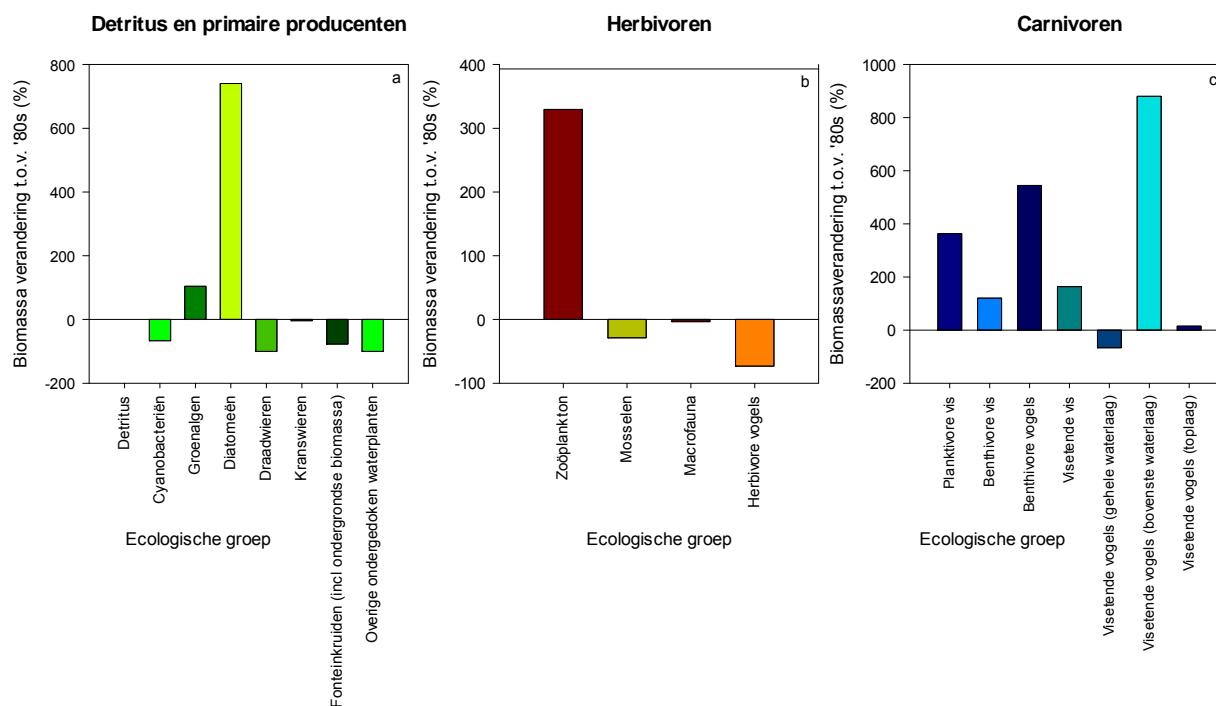 Detritus en primaire producenten
Biomassa verandering t.o.v. '80s (%)
800
600
400
200
0
-200
a
Detritus
Cyanobacteriën
Groenalgen
Diatomeeën
Draadwieren
Kranswieren
Fonteinkruiden (incl ondergrondse biomassa)
Overige ondergedoken waterplanten
Ecologische groep
Herbivoren
Biomassa verandering t.o.v. '80s (%)
400
300
200
100
0
-100
b
Zoöplankton
Mosselen
Macrofauna
Herbivore vogels
Ecologische groep
Carnivoren
Biomassaverandering t.o.v. '80s (%)
1000
800
600
400
200
0
-200
c
Planktivore vis
Benthivore vis
Benthivore vogels
Visetende vis
Visetende vogels (gehele waterlaag)
Visetende vogels (bovenste waterlaag)
Visetende vogels (toplaag)
Ecologische groep